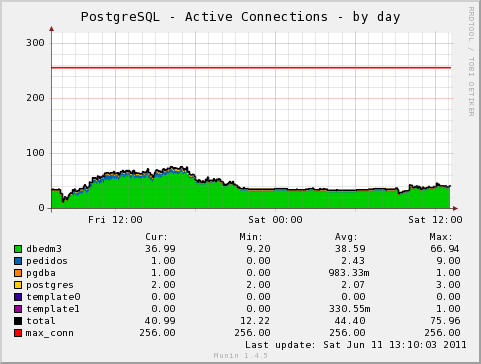 PostgreSQL - Active Connections - by day
RRDTOOL / TOBI OETIKER
300
200
100
0
Fri 12:00 Sat 00:00 Sat 12:00
Cur: Min: Avg: Max:
dbedm3 36.99 9.20 38.59 66.94
pedidos 1.00 0.00 2.43 9.00
pgdba 1.00 0.00 983.33m 1.00
postgres 2.00 2.00 2.07 3.00
template0 0.00 0.00 0.00 0.00
template1 0.00 0.00 330.55m 1.00
total 40.99 12.22 44.40 75.96
max_conn 256.00 256.00 256.00 256.00
Last update: Sat Jun 11 13:10:03 2011
Munin 1.4.5